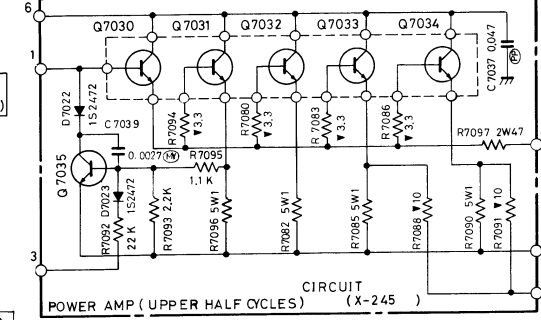 6
Q7030 Q7031 Q7032 Q7033 Q7034
C7037 0,047
PP
1
D7022
1S2472
C7039
0.0027 MY
Q7035
D7023 1S2472
R7092 22K
R7093 2,2K
R7095
1,1K
R7094
▼3,3
R7080
▼3,3
R7083
▼3,3
R7086
▼3,3
R7097 2W47
R7096 5W1
R7082 5W1
R7085 5W1
R7088 ▼10
R7090 5W1
R7091 ▼10
3
)
POWER AMP (UPPER HALF CYCLES) CIRCUIT (X-245 )